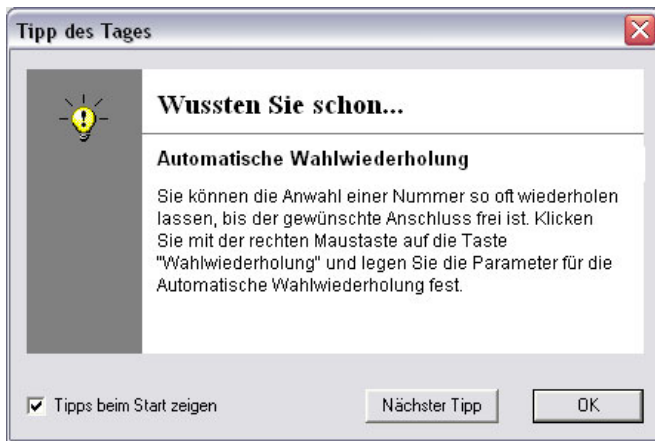 Tipp des Tages
Wussten Sie schon...
Automatische Wahlwiederholung
Sie können die Anwahl einer Nummer so oft wiederholen
lassen, bis der gewünschte Anschluss frei ist. Klicken
Sie mit der rechten Maustaste auf die Taste
"Wahlwiederholung" und legen Sie die Parameter für die
Automatische Wahlwiederholung fest.
Tipps beim Start zeigen
Nächster Tipp
OK